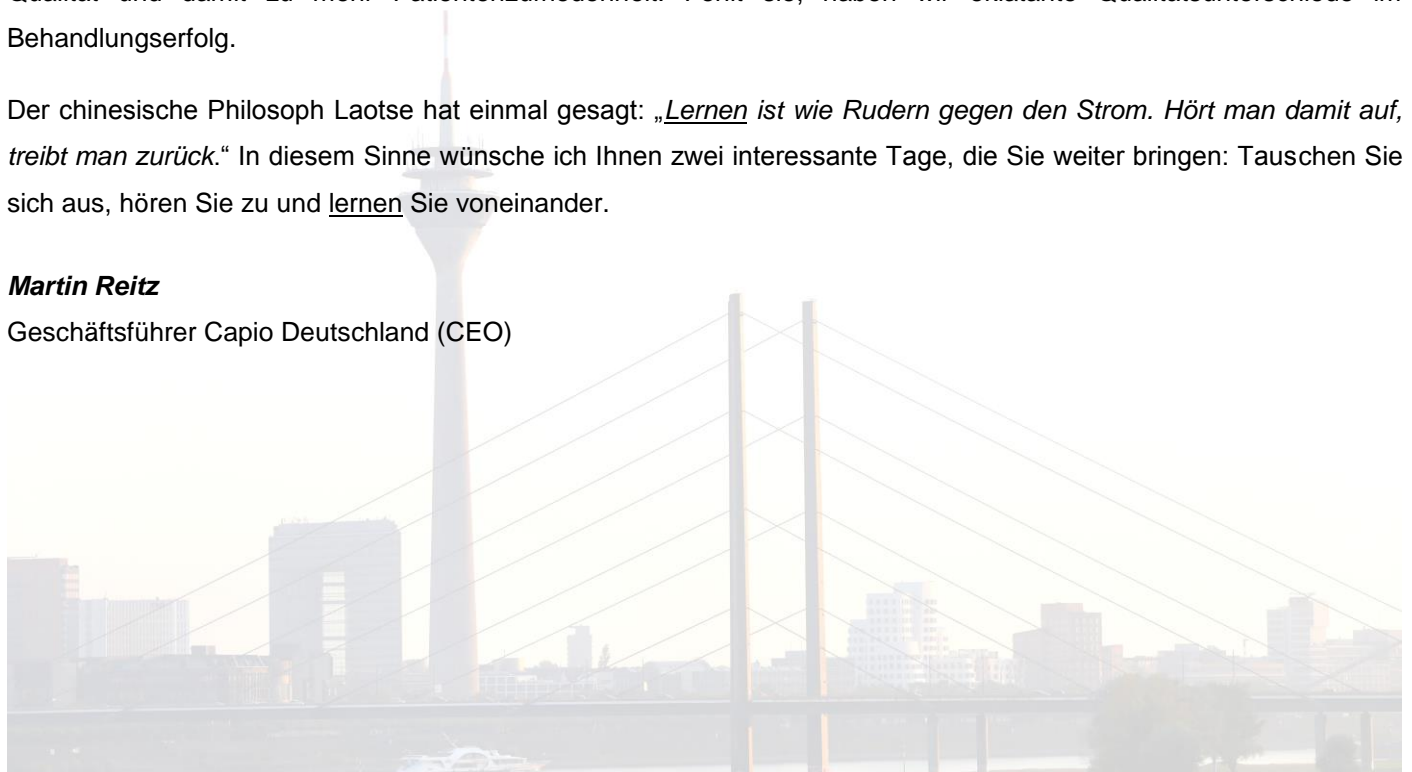 Behandlungserfolg.
Der chinesische Philosoph Laotse hat einmal gesagt: „Lernen ist wie Rudern gegen den Strom. Hört man damit auf,
treibt man zurück.“ In diesem Sinne wünsche ich Ihnen zwei interessante Tage, die Sie weiter bringen: Tauschen Sie
sich aus, hören Sie zu und lernen Sie voneinander.
Martin Reitz
Geschäftsführer Capio Deutschland (CEO)